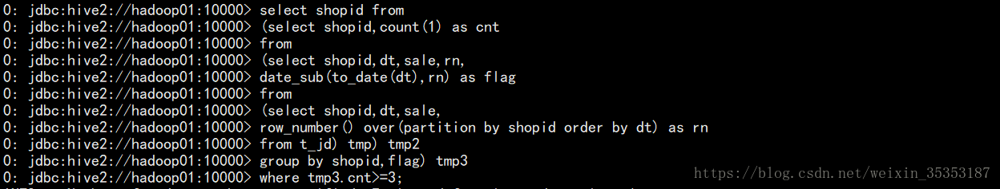 0: jdbc:hive2://hadoop01:10000> select shopid from
0: jdbc:hive2://hadoop01:10000> (select shopid,count(1) as cnt
0: jdbc:hive2://hadoop01:10000> from
0: jdbc:hive2://hadoop01:10000> (select shopid,dt,sale,rn,
0: jdbc:hive2://hadoop01:10000> date_sub(to_date(dt),rn) as flag
0: jdbc:hive2://hadoop01:10000> from
0: jdbc:hive2://hadoop01:10000> (select shopid,dt,sale,
0: jdbc:hive2://hadoop01:10000> row_number() over(partition by shopid order by dt) as rn
0: jdbc:hive2://hadoop01:10000> from t_jd) tmp) tmp2
0: jdbc:hive2://hadoop01:10000> group by shopid,flag) tmp3
0: jdbc:hive2://hadoop01:10000> where tmp3.cnt>=3;
https://blog.csdn.net/weixin_35353187